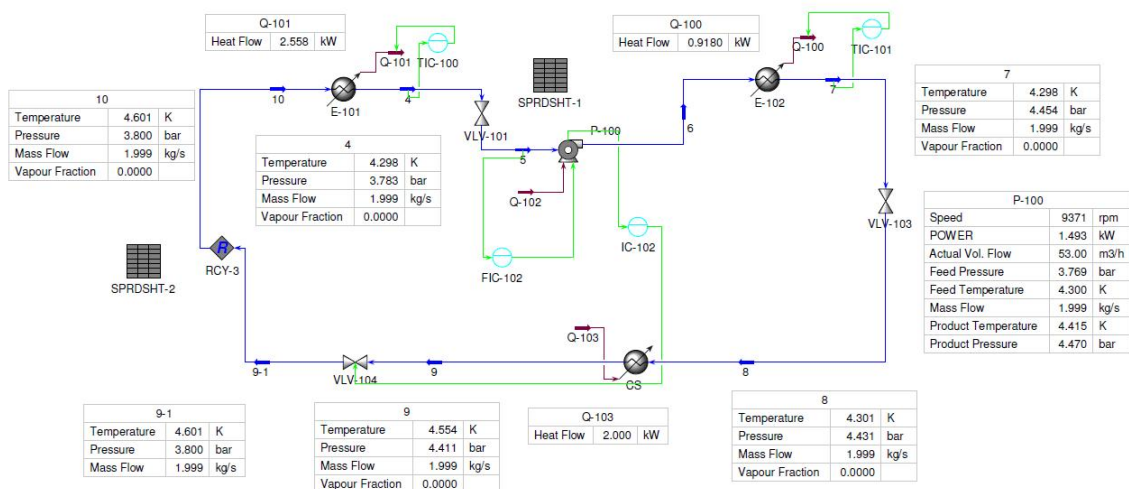 Q-101
Heat Flow 2.558 kW
Q-100
Heat Flow 0.9180 kW
Q-101
TIC-100
Q-100
TIC-101
10
Temperature 4.601 K
Pressure 3.800 bar
Mass Flow 1.999 kg/s
Vapour Fraction 0.0000
10
E-101
4
VLV-101
SPRDSHT-1
P-100
E-102
7
7
Temperature 4.298 K
Pressure 4.454 bar
Mass Flow 1.999 kg/s
Vapour Fraction 0.0000
4
Temperature 4.298 K
Pressure 3.783 bar
Mass Flow 1.999 kg/s
Vapour Fraction 0.0000
5
6
Q-102
P-100
Speed 9371 rpm
POWER 1.493 kW
Actual Vol. Flow 53.00 m3/h
Feed Pressure 3.769 bar
Feed Temperature 4.300 K
Mass Flow 1.999 kg/s
Product Temperature 4.415 K
Product Pressure 4.470 bar
VLV-103
IC-102
FIC-102
R
RCY-3
SPRDSHT-2
Q-103
9-1
VLV-104
9
CS
8
9-1
Temperature 4.601 K
Pressure 3.800 bar
Mass Flow 1.999 kg/s
9
Temperature 4.554 K
Pressure 4.411 bar
Mass Flow 1.999 kg/s
Vapour Fraction 0.0000
Q-103
Heat Flow 2.000 kW
8
Temperature 4.301 K
Pressure 4.431 bar
Mass Flow 1.999 kg/s
Vapour Fraction 0.0000